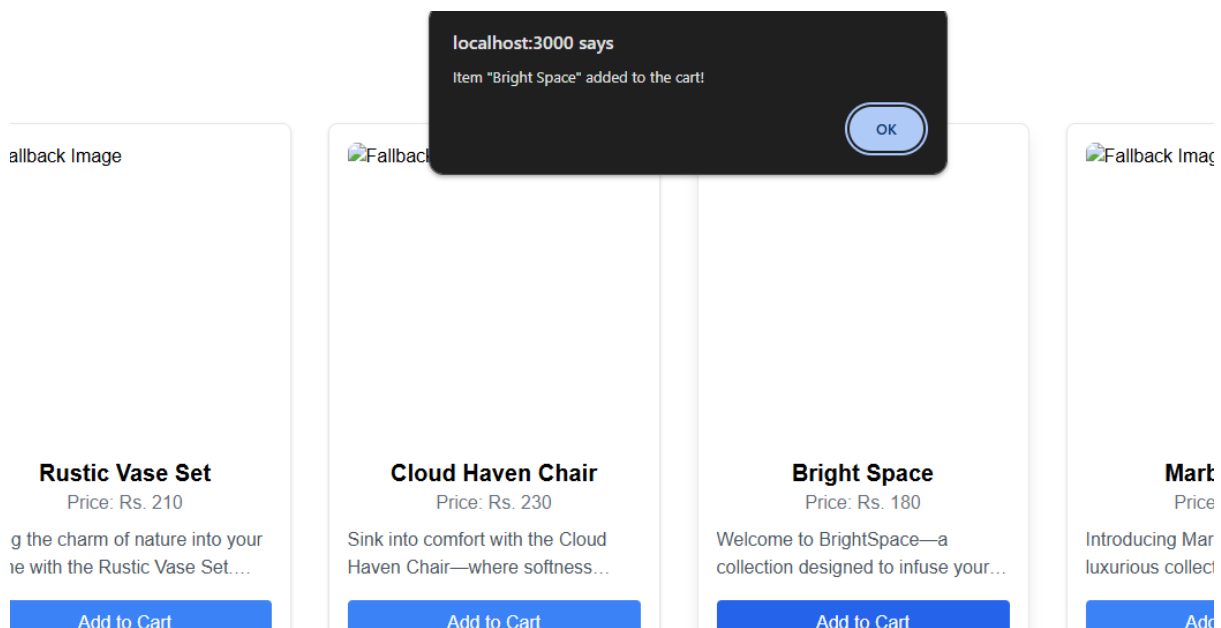 localhost:3000 says
Item "Bright Space" added to the cart!
OK
allback Image
Rustic Vase Set
Price: Rs. 210
g the charm of nature into your
ne with the Rustic Vase Set....
Add to Cart
Fallbac
Cloud Haven Chair
Price: Rs. 230
Sink into comfort with the Cloud
Haven Chair—where softness...
Add to Cart
Bright Space
Price: Rs. 180
Welcome to BrightSpace—a
collection designed to infuse your...
Add to Cart
Fallback Imag
Marb
Price
Introducing Mar
luxurious collect
Add